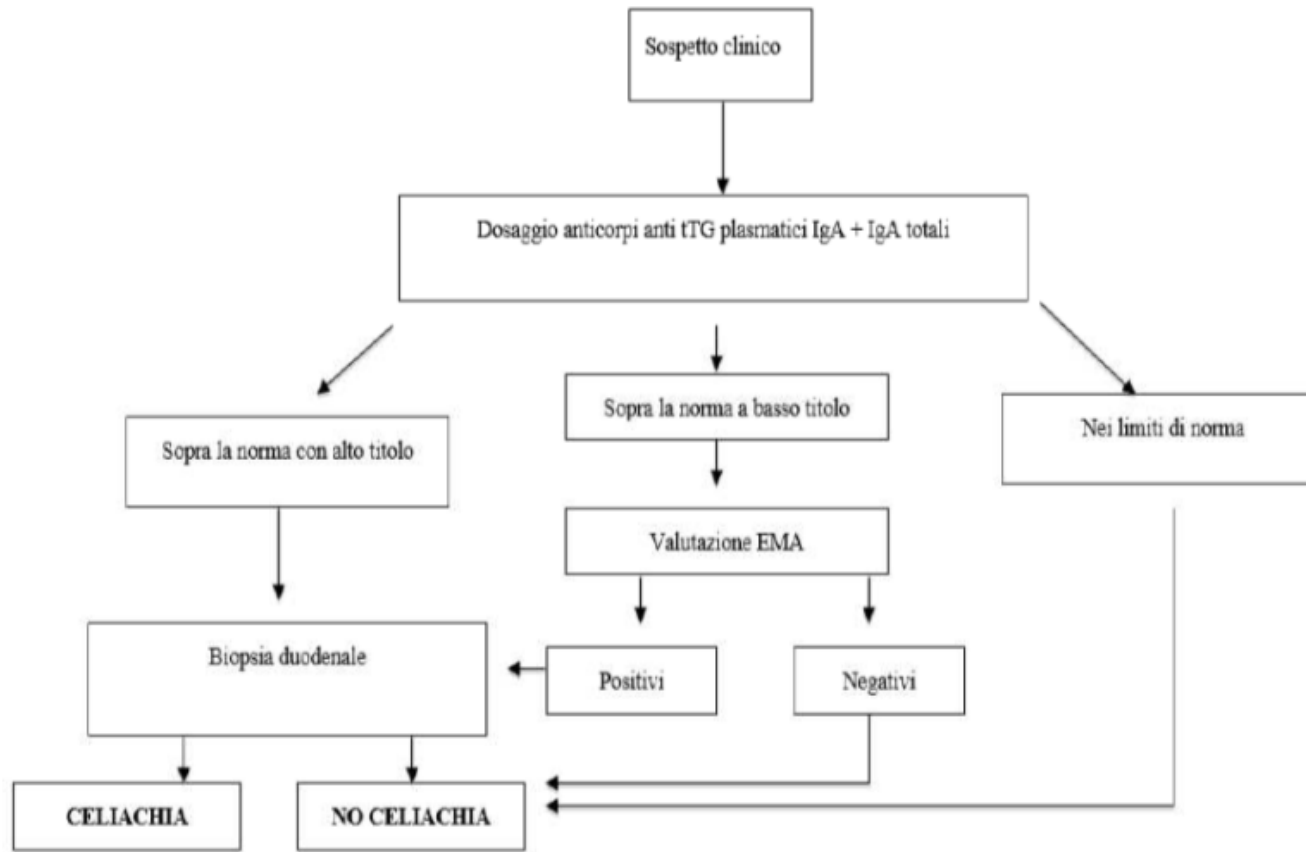 Sospetto clinico
Dosaggio anticorpi anti tTG plasmatici IgA + IgA totali
Sopra la norma con alto titolo
Sopra la norma a basso titolo
Nei limiti di norma
Valutazione EMA
Biopsia duodenale
Positivi
Negativi
CELIACHIA
NO CELIACHIA